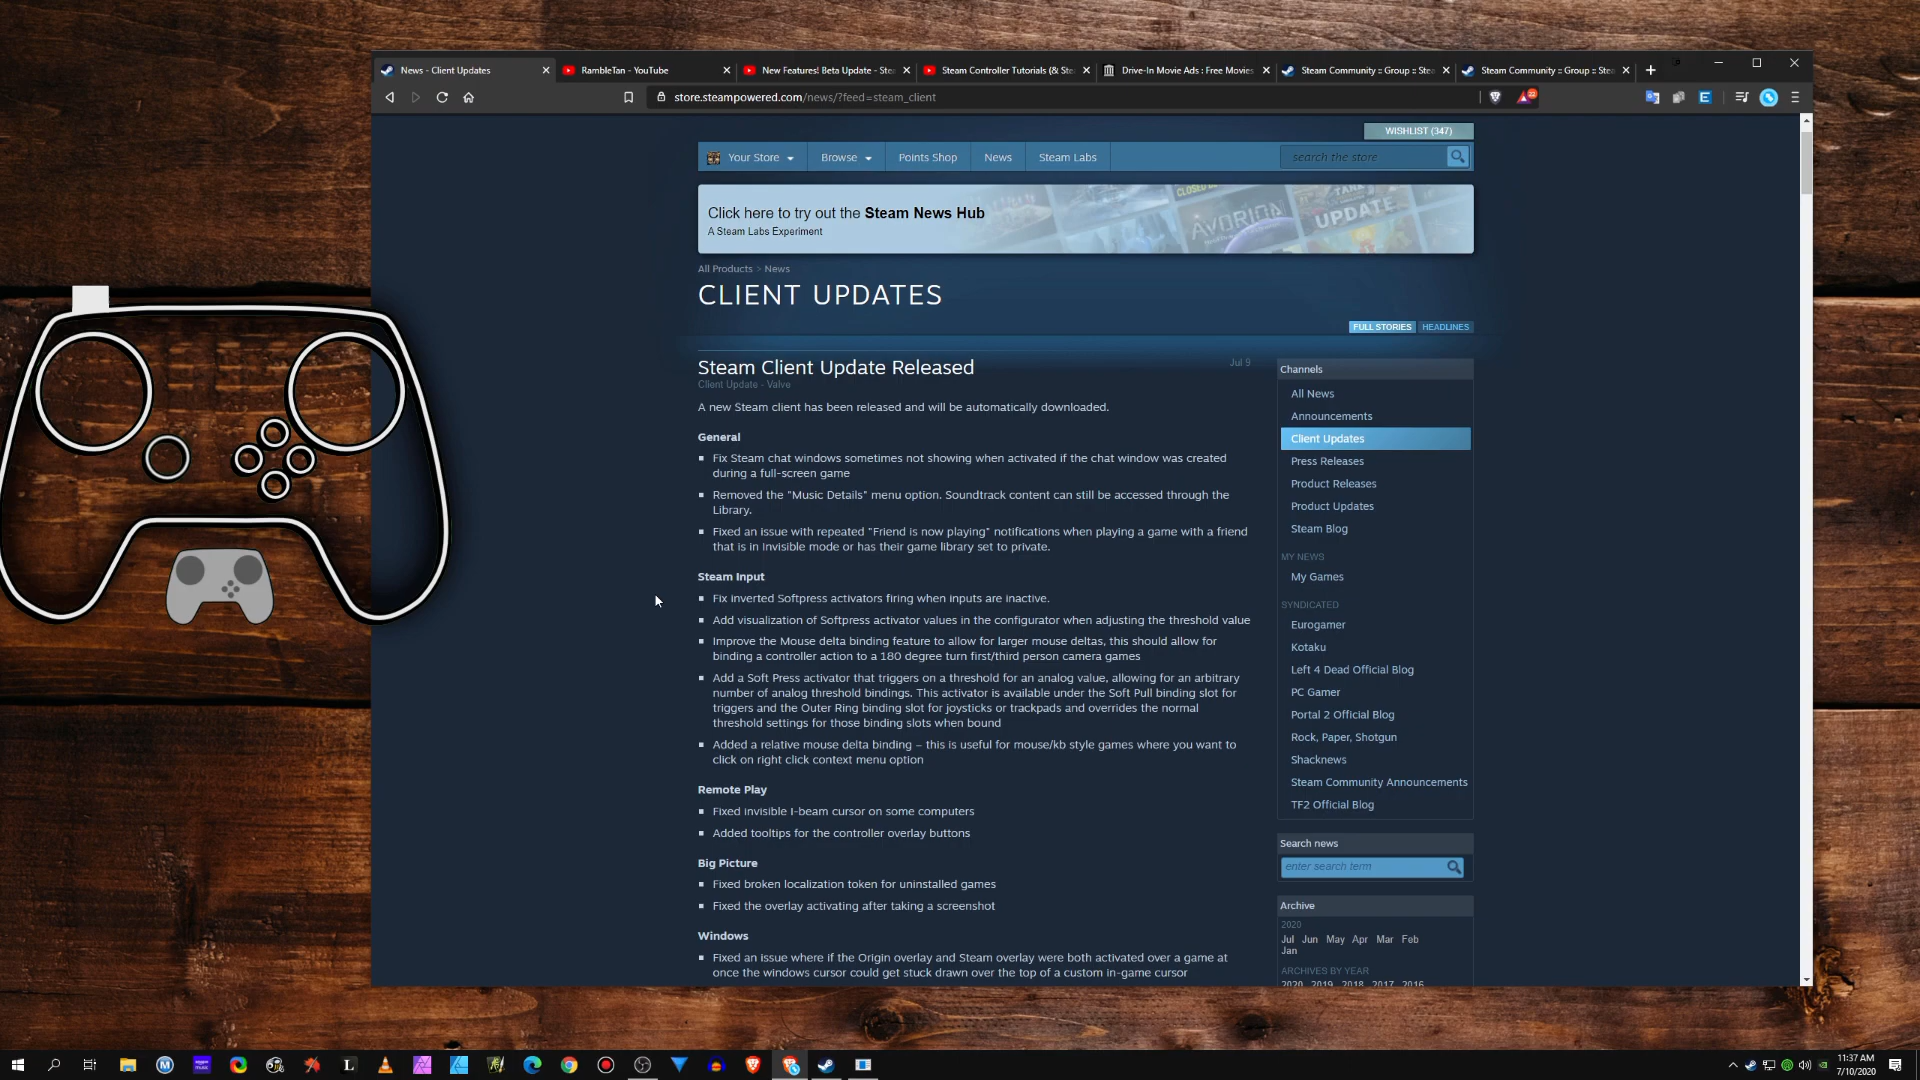 News - Client Updates
RambleTan - YouTube
New Features! Beta Update - Ste
Steam Controller Tutorials (& Ste
Drive-In Movie Ads : Free Movies
Steam Community :: Group :: Stea
Steam Community :: Group :: Stea
store.steampowered.com/news/?feed=steam_client
22
WISHLIST (347)
Your Store
Browse
Points Shop
News
Steam Labs
search the store
Click here to try out the Steam News Hub
A Steam Labs Experiment
AVORION
UPDATE
All Products > News
CLIENT UPDATES
FULL STORIES
HEADLINES
Steam Client Update Released
Jul 9
Client Update - Valve
A new Steam client has been released and will be automatically downloaded.
General
Fix Steam chat windows sometimes not showing when activated if the chat window was created
during a full-screen game
Removed the "Music Details" menu option. Soundtrack content can still be accessed through the
Library.
Fixed an issue with repeated "Friend is now playing" notifications when playing a game with a friend
that is in Invisible mode or has their game library set to private.
Steam Input
Fix inverted Softpress activators firing when inputs are inactive.
Add visualization of Softpress activator values in the configurator when adjusting the threshold value
Improve the Mouse delta binding feature to allow for larger mouse deltas, this should allow for
binding a controller action to a 180 degree turn first/third person camera games
Add a Soft Press activator that triggers on a threshold for an analog value, allowing for an arbitrary
number of analog threshold bindings. This activator is available under the Soft Pull binding slot for
triggers and the Outer Ring binding slot for joysticks or trackpads and overrides the normal
threshold settings for those binding slots when bound
Added a relative mouse delta binding – this is useful for mouse/kb style games where you want to
click on right click context menu option
Remote Play
Fixed invisible I-beam cursor on some computers
Added tooltips for the controller overlay buttons
Big Picture
Fixed broken localization token for uninstalled games
Fixed the overlay activating after taking a screenshot
Windows
Fixed an issue where if the Origin overlay and Steam overlay were both activated over a game at
once the windows cursor could get stuck drawn over the top of a custom in-game cursor
Channels
All News
Announcements
Client Updates
Press Releases
Product Releases
Product Updates
Steam Blog
MY NEWS
My Games
SYNDICATED
Eurogamer
Kotaku
Left 4 Dead Official Blog
PC Gamer
Portal 2 Official Blog
Rock, Paper, Shotgun
Shacknews
Steam Community Announcements
TF2 Official Blog
Search news
enter search term
Archive
2020
Jul Jun May Apr Mar Feb
Jan
ARCHIVES BY YEAR
2020 2019 2018 2017 2016
11:37 AM
7/10/2020